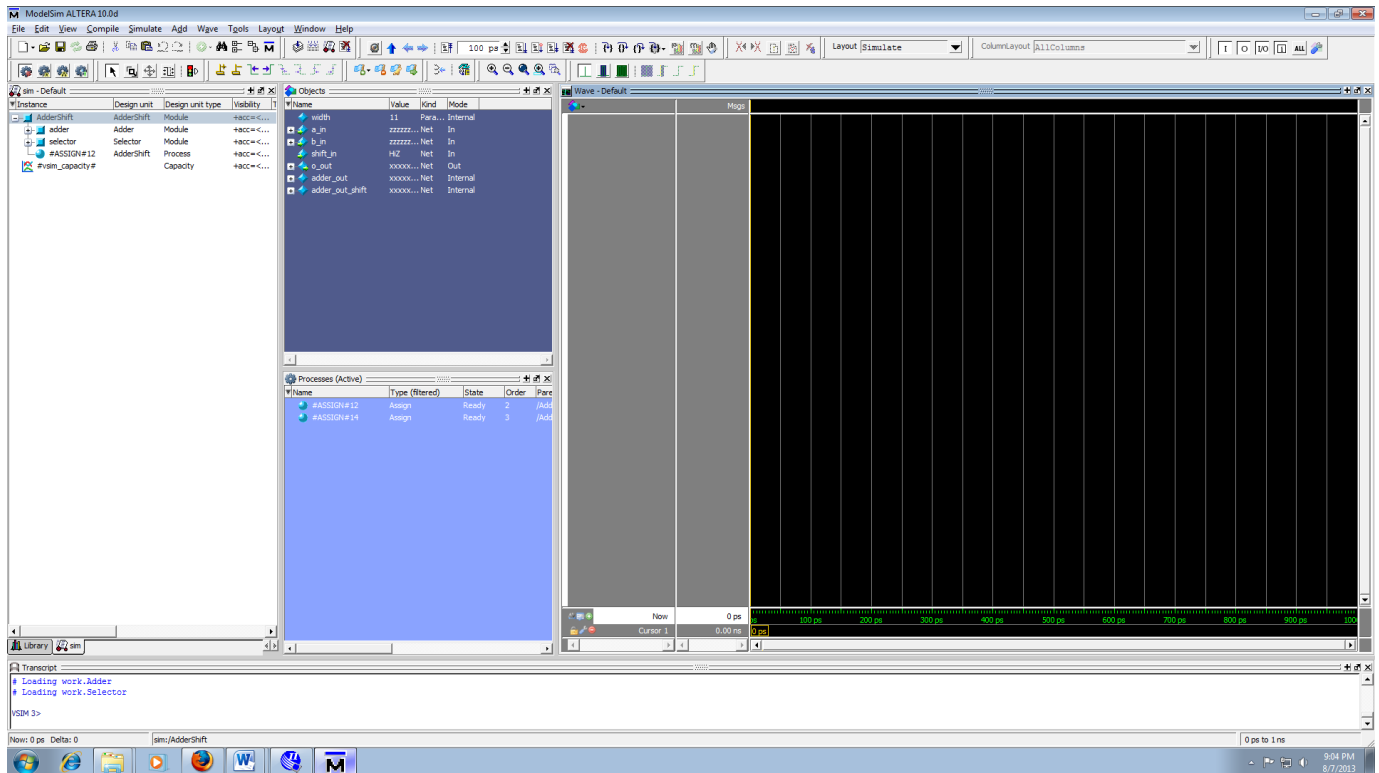 ModelSim ALTERA 10.0d
File Edit View Compile Simulate Add Wave Tools Layout Window Help
100 ps
Layout Simulate
ColumnLayout AllColumns
I O I/O ALL
sim - Default
Instance Design unit Design unit type Visibility T
AdderShift AdderShift Module +acc=<...
adder Adder Module +acc=<...
selector Selector Module +acc=<...
#ASSIGN#12 AdderShift Process +acc=<...
#vsim_capacity# Capacity +acc=<...
Library sim
Objects
Name Value Kind Mode
width 11 Para... Internal
a_in zzzzzz... Net In
b_in zzzzzz... Net In
shift_in HiZ Net In
o_out xxxxx... Net Out
adder_out xxxxx... Net Internal
adder_out_shift xxxxx... Net Internal
Processes (Active)
Name Type (filtered) State Order Pare
#ASSIGN#12 Assign Ready 2 /Add
#ASSIGN#14 Assign Ready 3 /Add
Wave - Default
Msgs
Now 0 ps
Cursor 1 0.00 ns
ps 100 ps 200 ps 300 ps 400 ps 500 ps 600 ps 700 ps 800 ps 900 ps 100
0 ps
Transcript
# Loading work.Adder
# Loading work.Selector
VSIM 3>
Now: 0 ps Delta: 0 sim:/AdderShift 0 ps to 1 ns
9:04 PM
8/7/2013